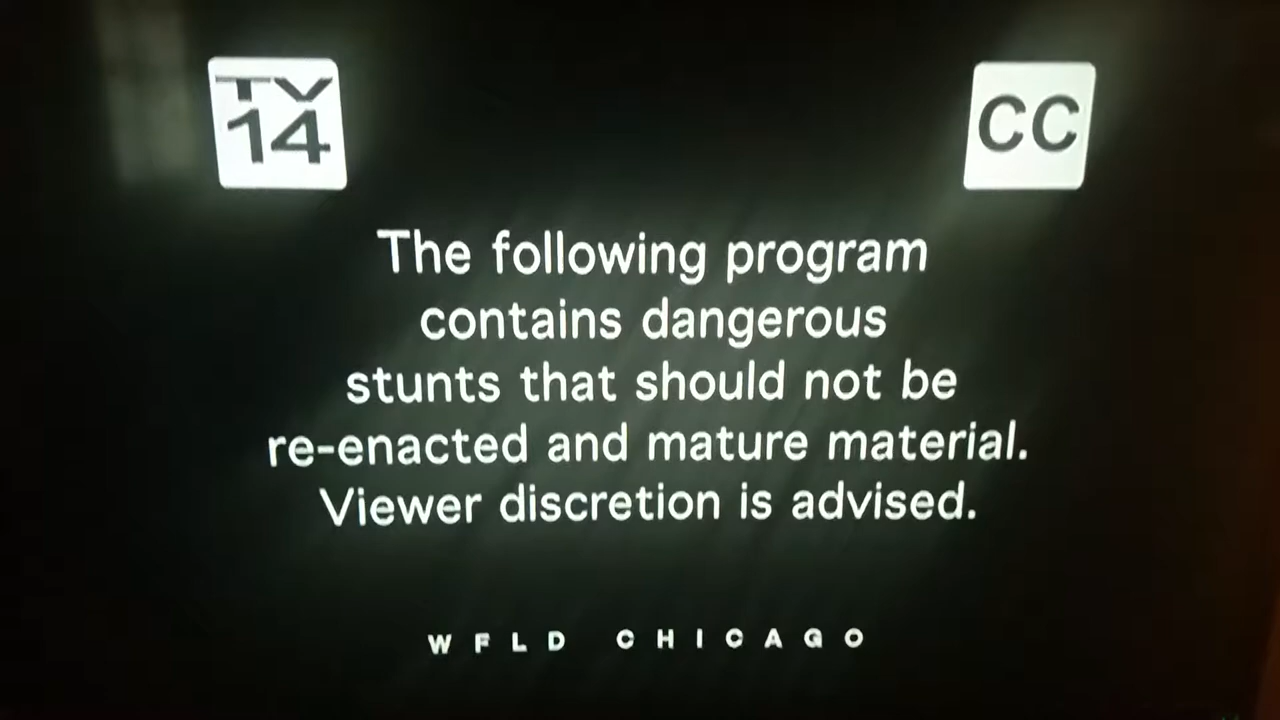 TV
14
CC
The following program
contains dangerous
stunts that should not be
re-enacted and mature material.
Viewer discretion is advised.
WFLD CHICAGO